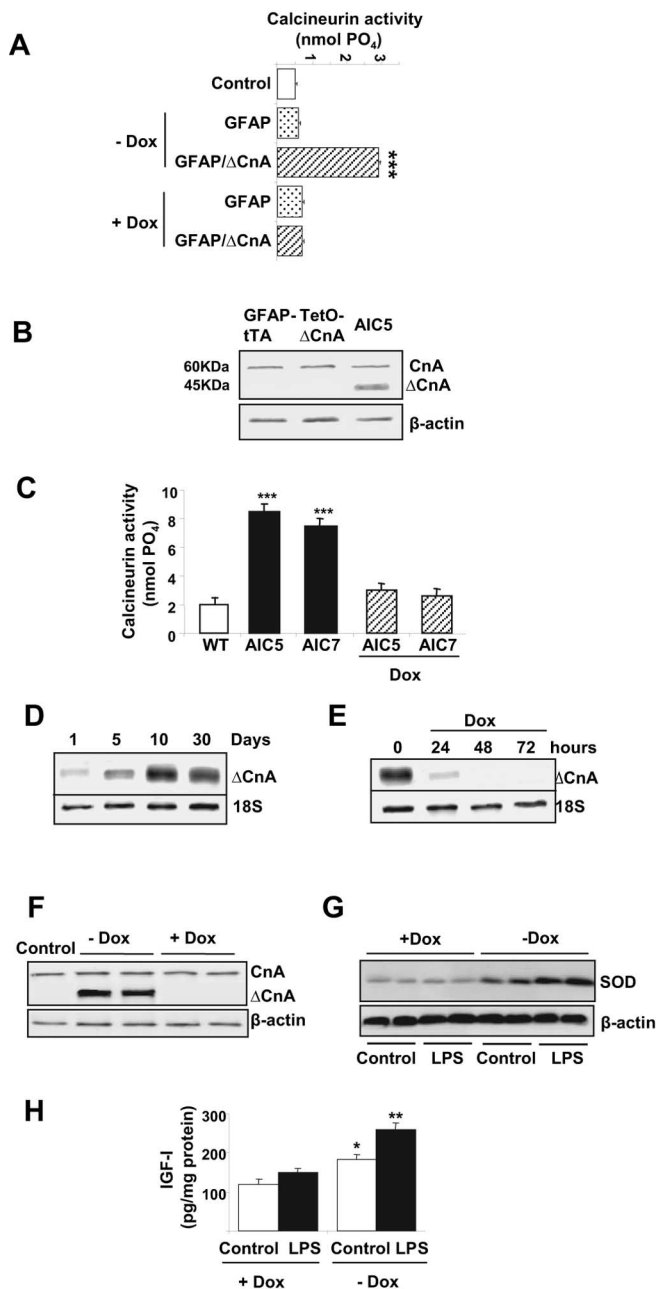 A
Calcineurin activity
(nmol PO4)
1 2 3
Control
GFAP
- Dox
GFAP/ΔCnA
***
GFAP
+ Dox
GFAP/ΔCnA
B
GFAP- TetO- AIC5
tTA ΔCnA
60KDa CnA
45KDa ΔCnA
β-actin
C
Calcineurin activity
(nmol PO4)
10
8
6
4
2
0
*** ***
WT AIC5 AIC7 AIC5 AIC7
Dox
D
1 5 10 30 Days
ΔCnA
18S
E
Dox
0 24 48 72 hours
ΔCnA
18S
F
Control - Dox + Dox
CnA
ΔCnA
β-actin
G
+Dox -Dox
SOD
β-actin
Control LPS Control LPS
H
IGF-I
(pg/mg protein)
300
200
100
* **
Control LPS Control LPS
+ Dox - Dox